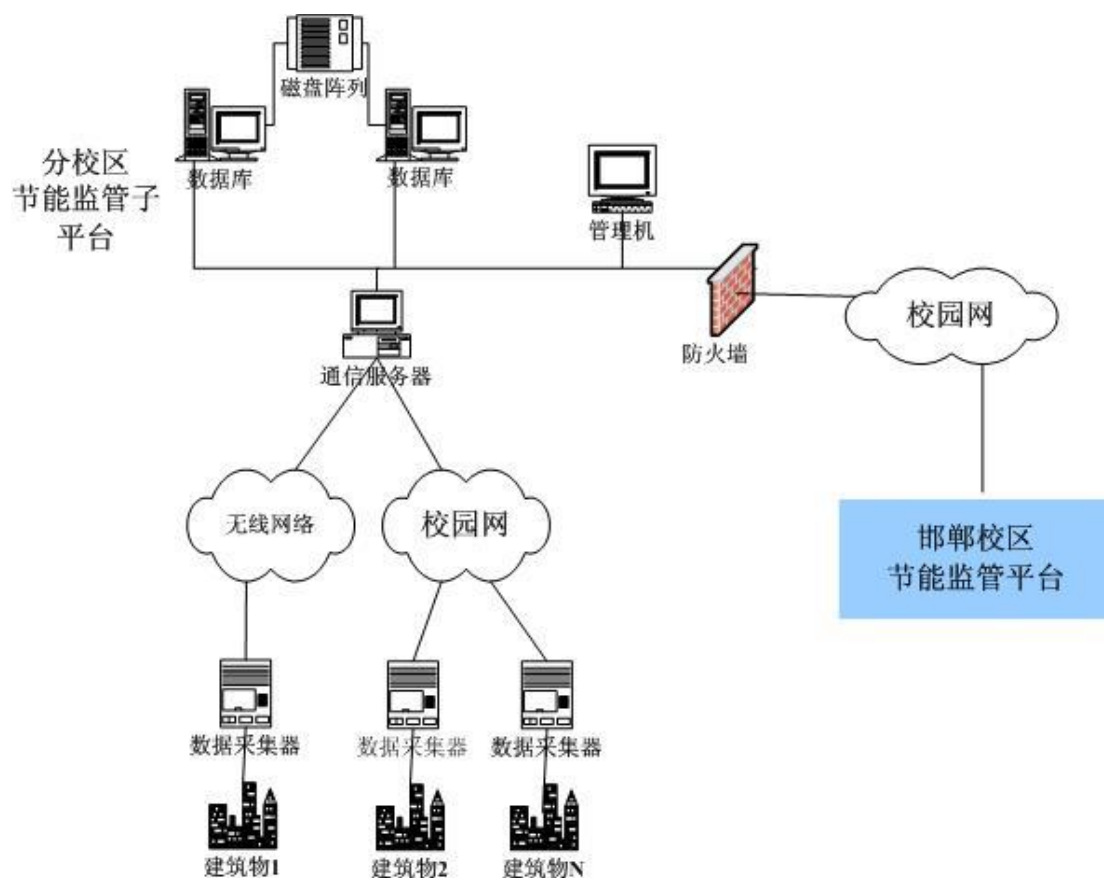 磁盘阵列
分校区
节能监管子
平台
数据库
数据库
管理机
校园网
防火墙
通信服务器
无线网络
校园网
邯郸校区
节能监管平台
数据采集器
数据采集器
数据采集器
建筑物1
建筑物2
建筑物N